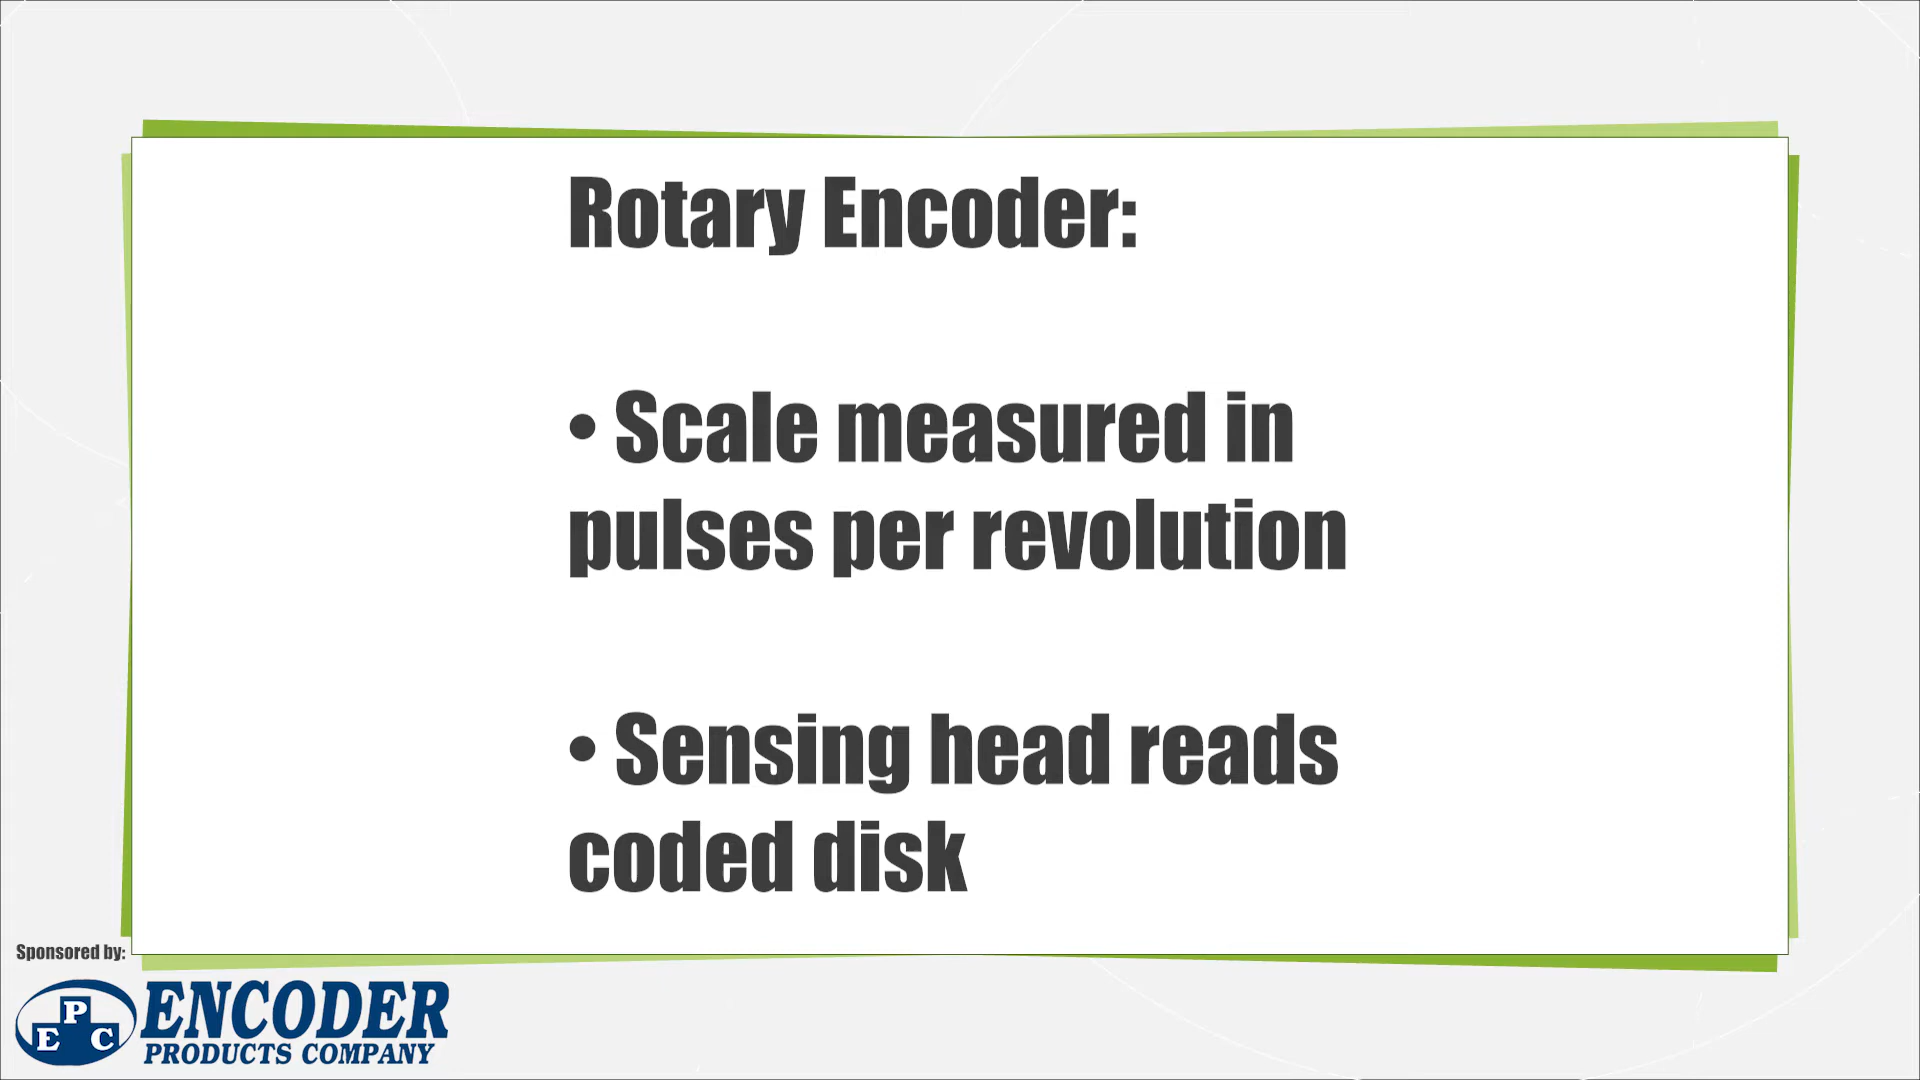 Rotary Encoder:
• Scale measured in
pulses per revolution
• Sensing head reads
coded disk
Sponsored by:
EPC
ENCODER
PRODUCTS COMPANY